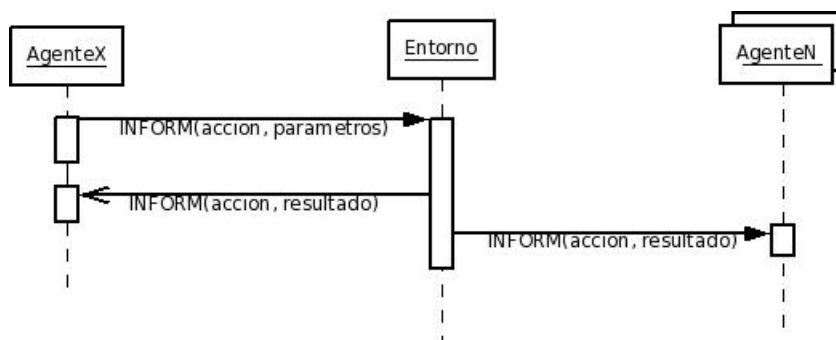 AgenteX
Entorno
AgenteN
INFORM(accion, parametros)
INFORM(accion, resultado)
INFORM(accion, resultado)